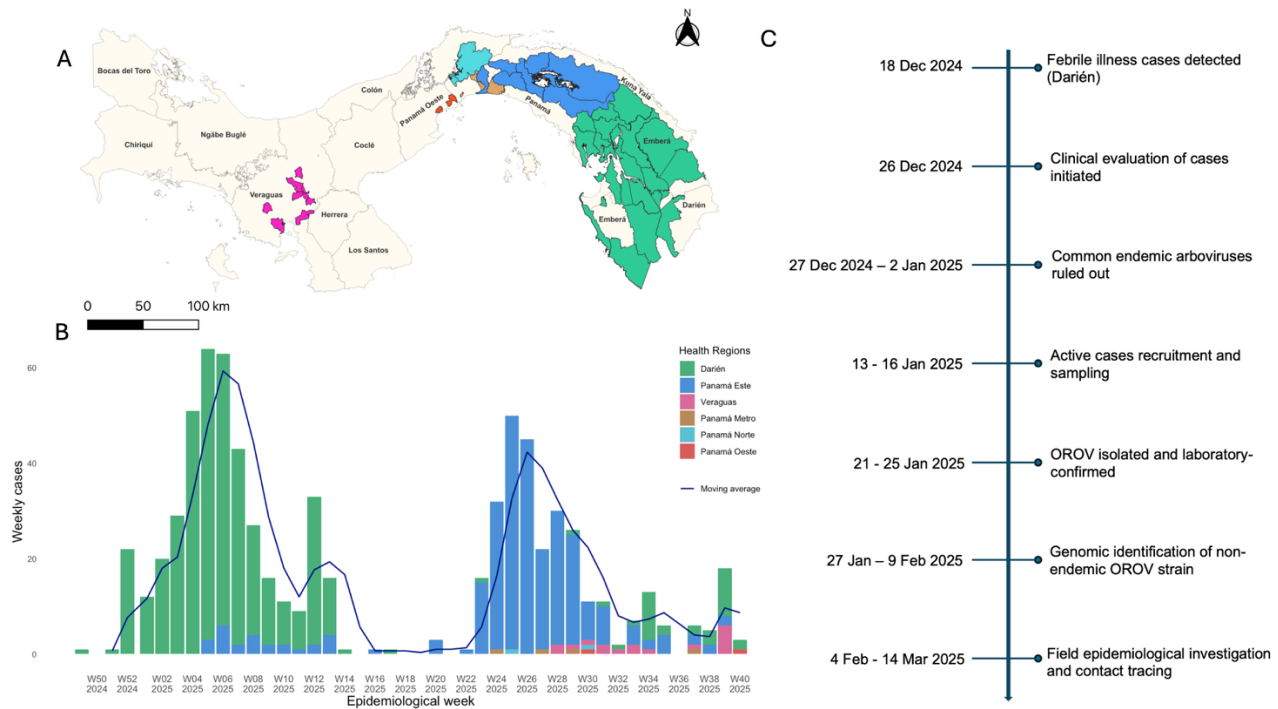 A
N
Bocas del Toro
Chiriquí
Ngäbe Buglé
Veraguas
Herrera
Los Santos
Coclé
Colón
Panamá Oeste
Panamá
Kuna Yala
Emberá
Emberá
Darién
0 50 100 km
B
Weekly cases
60
40
20
0
W50 2024
W52 2024
W02 2025
W04 2025
W06 2025
W08 2025
W10 2025
W12 2025
W14 2025
W16 2025
W18 2025
W20 2025
W22 2025
W24 2025
W26 2025
W28 2025
W30 2025
W32 2025
W34 2025
W36 2025
W38 2025
W40 2025
Epidemiological week
Health Regions
Darién
Panamá Este
Veraguas
Panamá Metro
Panamá Norte
Panamá Oeste
Moving average
C
18 Dec 2024
Febrile illness cases detected
(Darién)
26 Dec 2024
Clinical evaluation of cases
initiated
27 Dec 2024 – 2 Jan 2025
Common endemic arboviruses
ruled out
13 - 16 Jan 2025
Active cases recruitment and
sampling
21 - 25 Jan 2025
OROV isolated and laboratory-
confirmed
27 Jan – 9 Feb 2025
Genomic identification of non-
endemic OROV strain
4 Feb - 14 Mar 2025
Field epidemiological investigation
and contact tracing